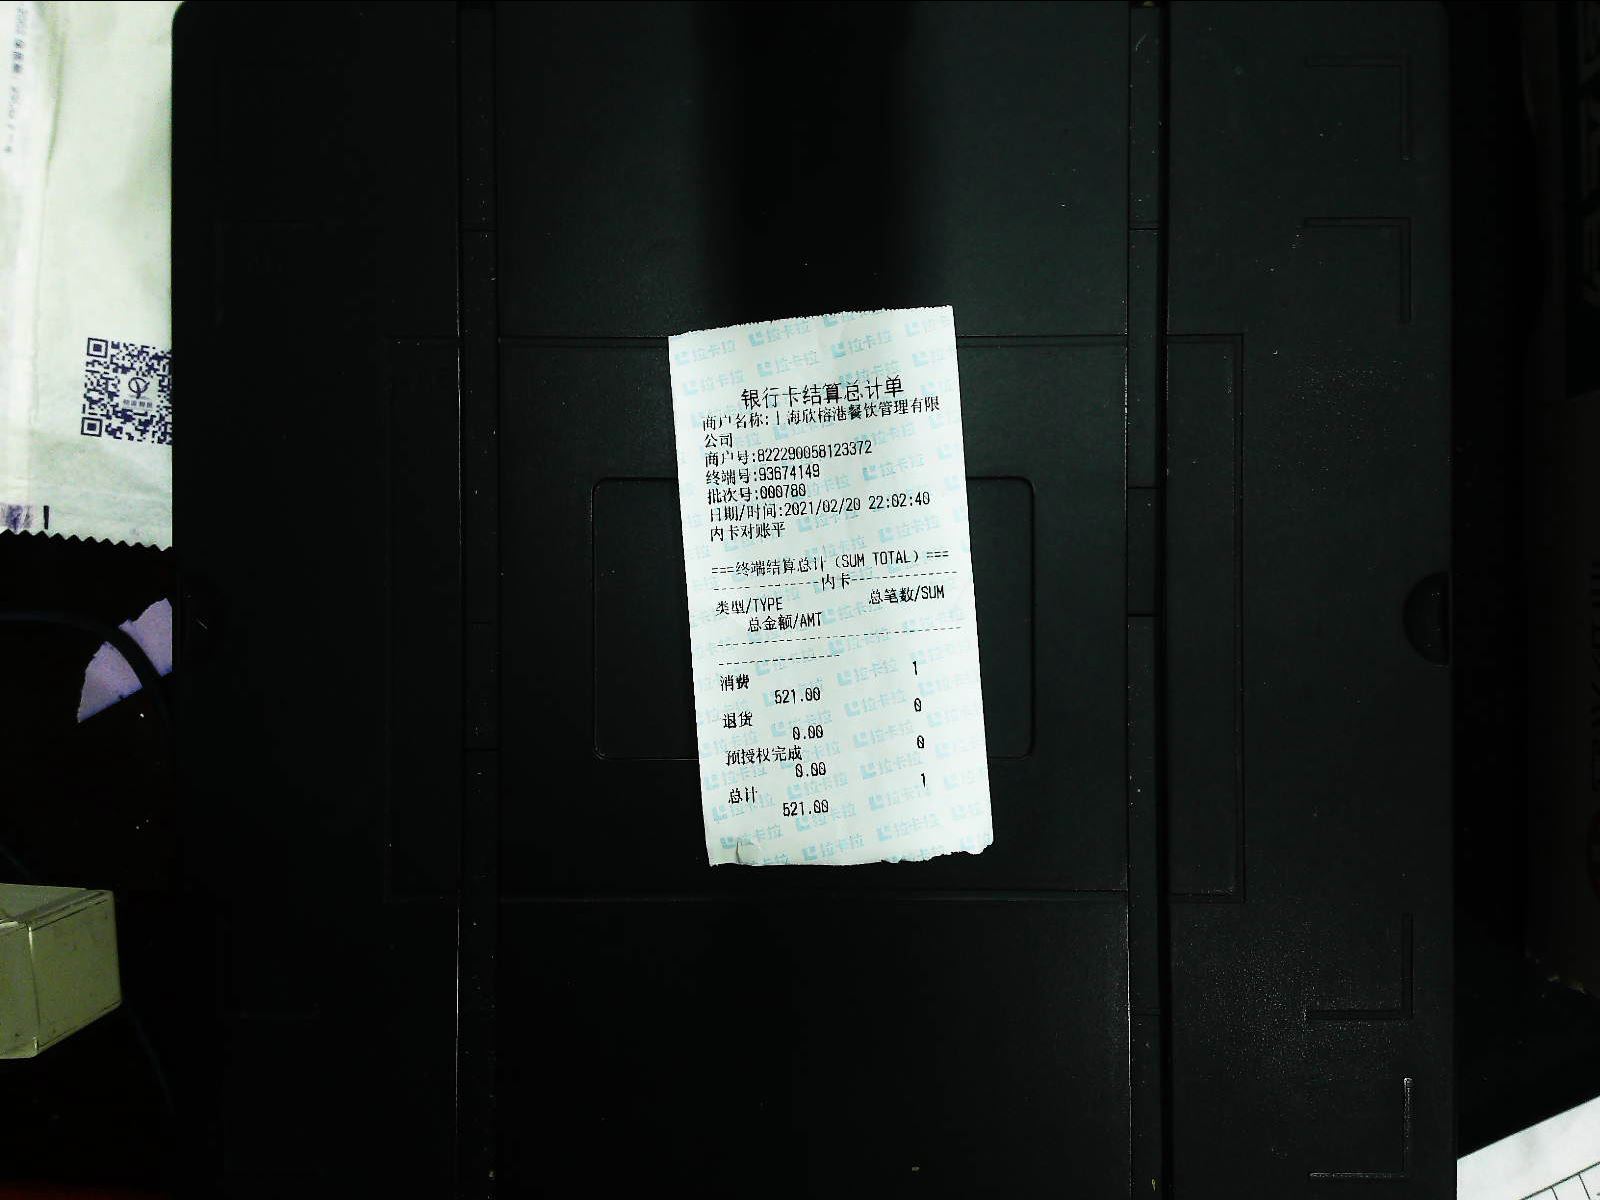 银行卡结算总计单
商户名称:上海欣榕港餐饮管理有限
公司
商户号:822290058123372
终端号:93674149
批次号:000780
日期/时间:2021/02/20 22:02:40
内卡对账平
===终端结算总计（SUM TOTAL）===
内卡
类型/TYPE 总笔数/SUM
总金额/AMT
消费 1
521.00
退货 0
0.00
预授权完成 0
0.00
总计 1
521.00
拉卡拉